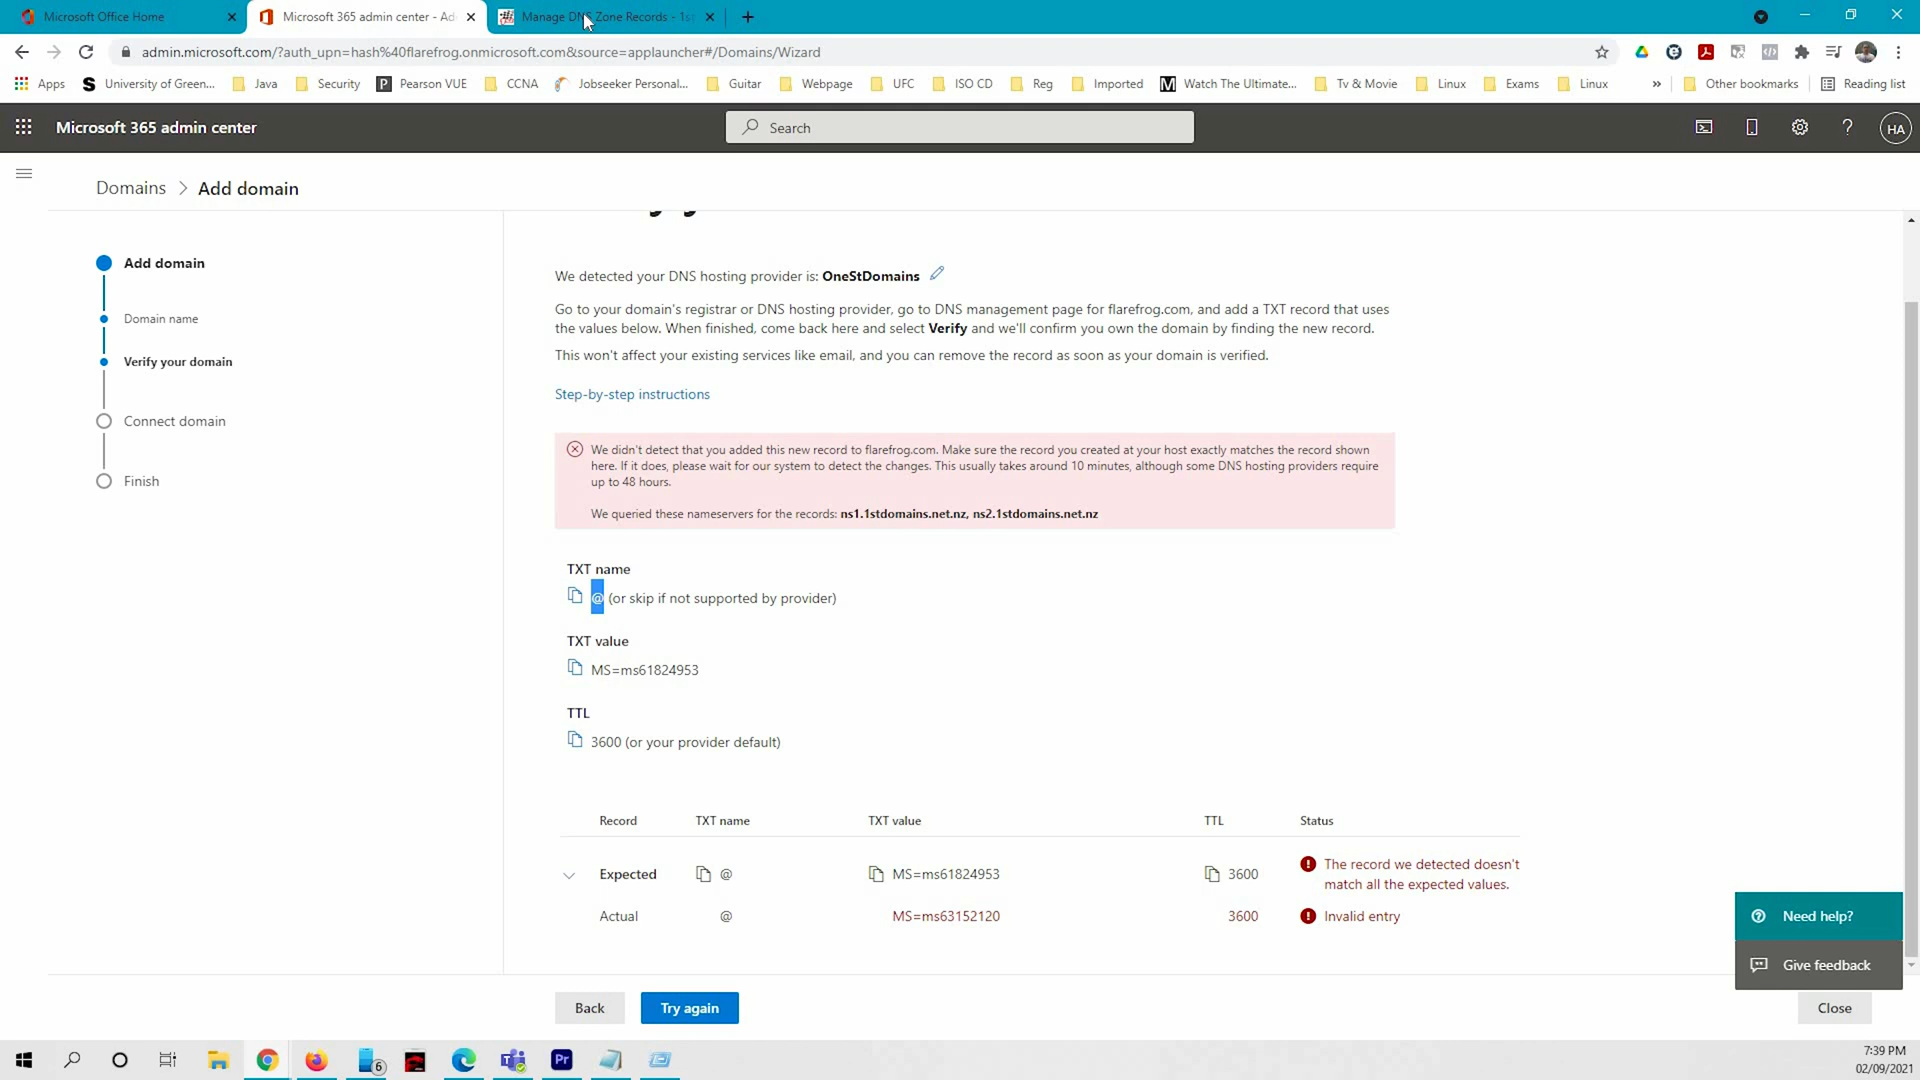 Microsoft Office Home
Microsoft 365 admin center - Ad
Manage DNS Zone Records - 1st
admin.microsoft.com/?auth_upn=hash%40flarefrog.onmicrosoft.com&source=applauncher#/Domains/Wizard
Apps
University of Green...
Java
Security
Pearson VUE
CCNA
Jobseeker Personal...
Guitar
Webpage
UFC
ISO CD
Reg
Imported
Watch The Ultimate...
Tv & Movie
Linux
Exams
Linux
»
Other bookmarks
Reading list
Microsoft 365 admin center
Search
HA
Domains > Add domain
Add domain
Domain name
Verify your domain
Connect domain
Finish
We detected your DNS hosting provider is: OneStDomains
Go to your domain's registrar or DNS hosting provider, go to DNS management page for flarefrog.com, and add a TXT record that uses
the values below. When finished, come back here and select Verify and we'll confirm you own the domain by finding the new record.
This won't affect your existing services like email, and you can remove the record as soon as your domain is verified.
Step-by-step instructions
We didn't detect that you added this new record to flarefrog.com. Make sure the record you created at your host exactly matches the record shown
here. If it does, please wait for our system to detect the changes. This usually takes around 10 minutes, although some DNS hosting providers require
up to 48 hours.
We queried these nameservers for the records: ns1.1stdomains.net.nz, ns2.1stdomains.net.nz
TXT name
@ (or skip if not supported by provider)
TXT value
MS=ms61824953
TTL
3600 (or your provider default)
Record TXT name TXT value TTL Status
Expected @ MS=ms61824953 3600 The record we detected doesn't
match all the expected values.
Actual @ MS=ms63152120 3600 Invalid entry
Need help?
Give feedback
Back
Try again
Close
6
Pr
7:39 PM
02/09/2021